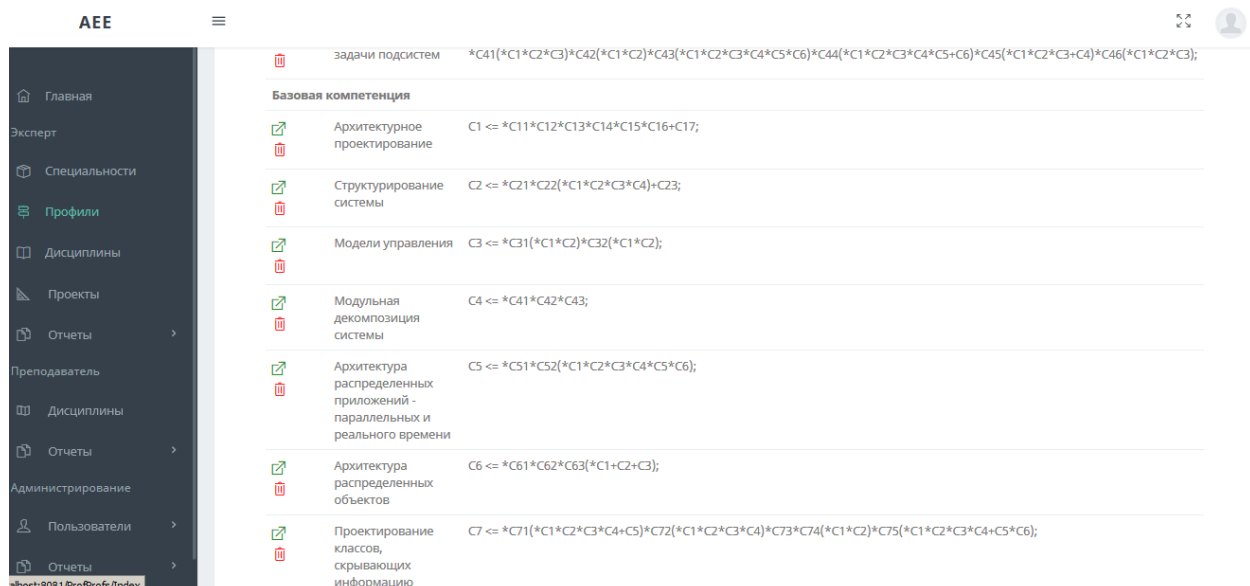 AEE
Главная
Эксперт
Специальности
Профили
Дисциплины
Проекты
Отчеты
Преподаватель
Дисциплины
Отчеты
Администрирование
Пользователи
Отчеты
alhost:8081/ProfProfs/Index
задачи подсистем *C41(*C1*C2*C3)*C42(*C1*C2)*C43(*C1*C2*C3*C4*C5*C6)*C44(*C1*C2*C3*C4*C5+C6)*C45(*C1*C2*C3+C4)*C46(*C1*C2*C3);
Базовая компетенция
Архитектурное C1 <= *C11*C12*C13*C14*C15*C16+C17;
проектирование
Структурирование C2 <= *C21*C22(*C1*C2*C3*C4)+C23;
системы
Модели управления C3 <= *C31(*C1*C2)*C32(*C1*C2);
Модульная C4 <= *C41*C42*C43;
декомпозиция
системы
Архитектура C5 <= *C51*C52(*C1*C2*C3*C4*C5*C6);
распределенных
приложений -
параллельных и
реального времени
Архитектура C6 <= *C61*C62*C63(*C1+C2+C3);
распределенных
объектов
Проектирование C7 <= *C71(*C1*C2*C3*C4+C5)*C72(*C1*C2*C3*C4)*C73*C74(*C1*C2)*C75(*C1*C2*C3*C4+C5*C6);
классов,
скрывающих
информацию